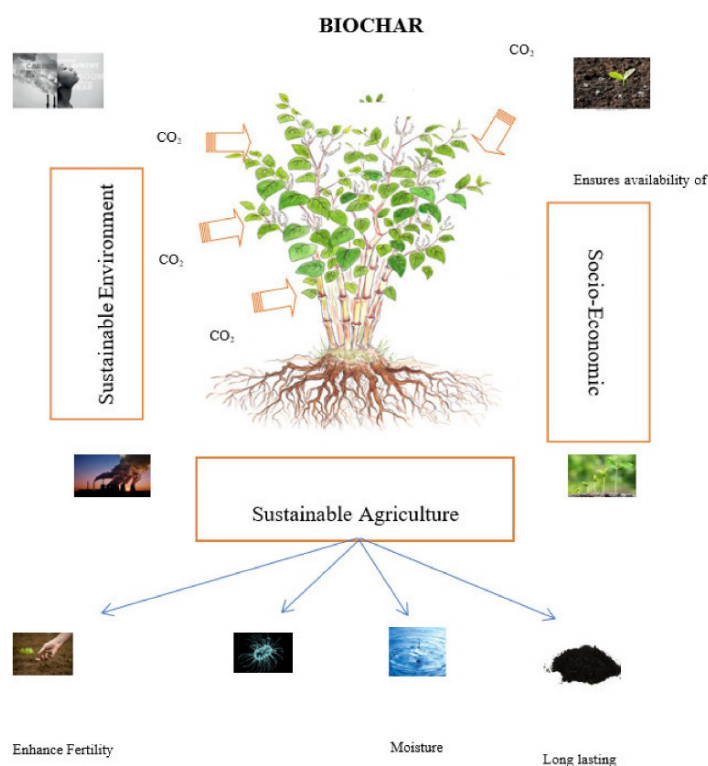 BIOCHAR
CO2
CO2
Ensures availability of
Sustainable Environment
Socio-Economic
CO2
CO2
Sustainable Agriculture
Enhance Fertility
Moisture
Long lasting